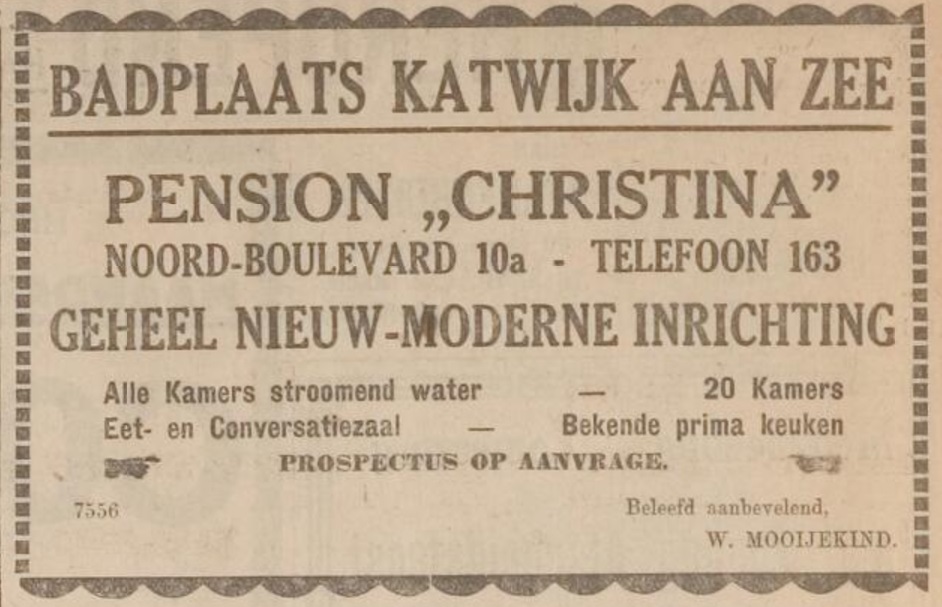 BADPLAATS KATWIJK AAN ZEE
PENSION „CHRISTINA”
NOORD-BOULEVARD 10a - TELEFOON 163
GEHEEL NIEUW-MODERNE INRICHTING
Alle Kamers stroomend water — 20 Kamers
Eet- en Conversatiezaal — Bekende prima keuken
PROSPECTUS OP AANVRAGE.
7556 Beleefd aanbevelend,
W. MOOIJEKIND.